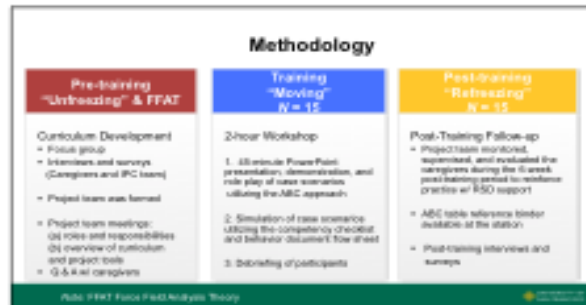 Methodology
Pre-training
"Unfreezing" & FFAT
Curriculum Development
• Focus group
• Interviews and surveys
(Caregivers and IPC team)
• Project team was formed
• Project team meetings:
(a) roles and responsibilities
(b) overview of curriculum
and project tools
• Q & A w/ caregivers
Training
"Moving"
N = 15
2-hour Workshop
1. 45-minute PowerPoint
presentation, demonstration, and
role play of case scenarios
utilizing the ABC approach
2. Simulation of case scenarios
utilizing the competency checklist
and behavior document flow sheet
3. Debriefing of participants
Post-training
"Refreezing"
N = 15
Post-Training Follow-up
• Project team monitored,
supervised, and evaluated the
caregivers during the 6-week
post-training period to reinforce
practice w/ RSD support
• ABC table reference binder
available at the station
• Post-training interviews and
surveys
Note: FFAT Force Field Analysis Theory